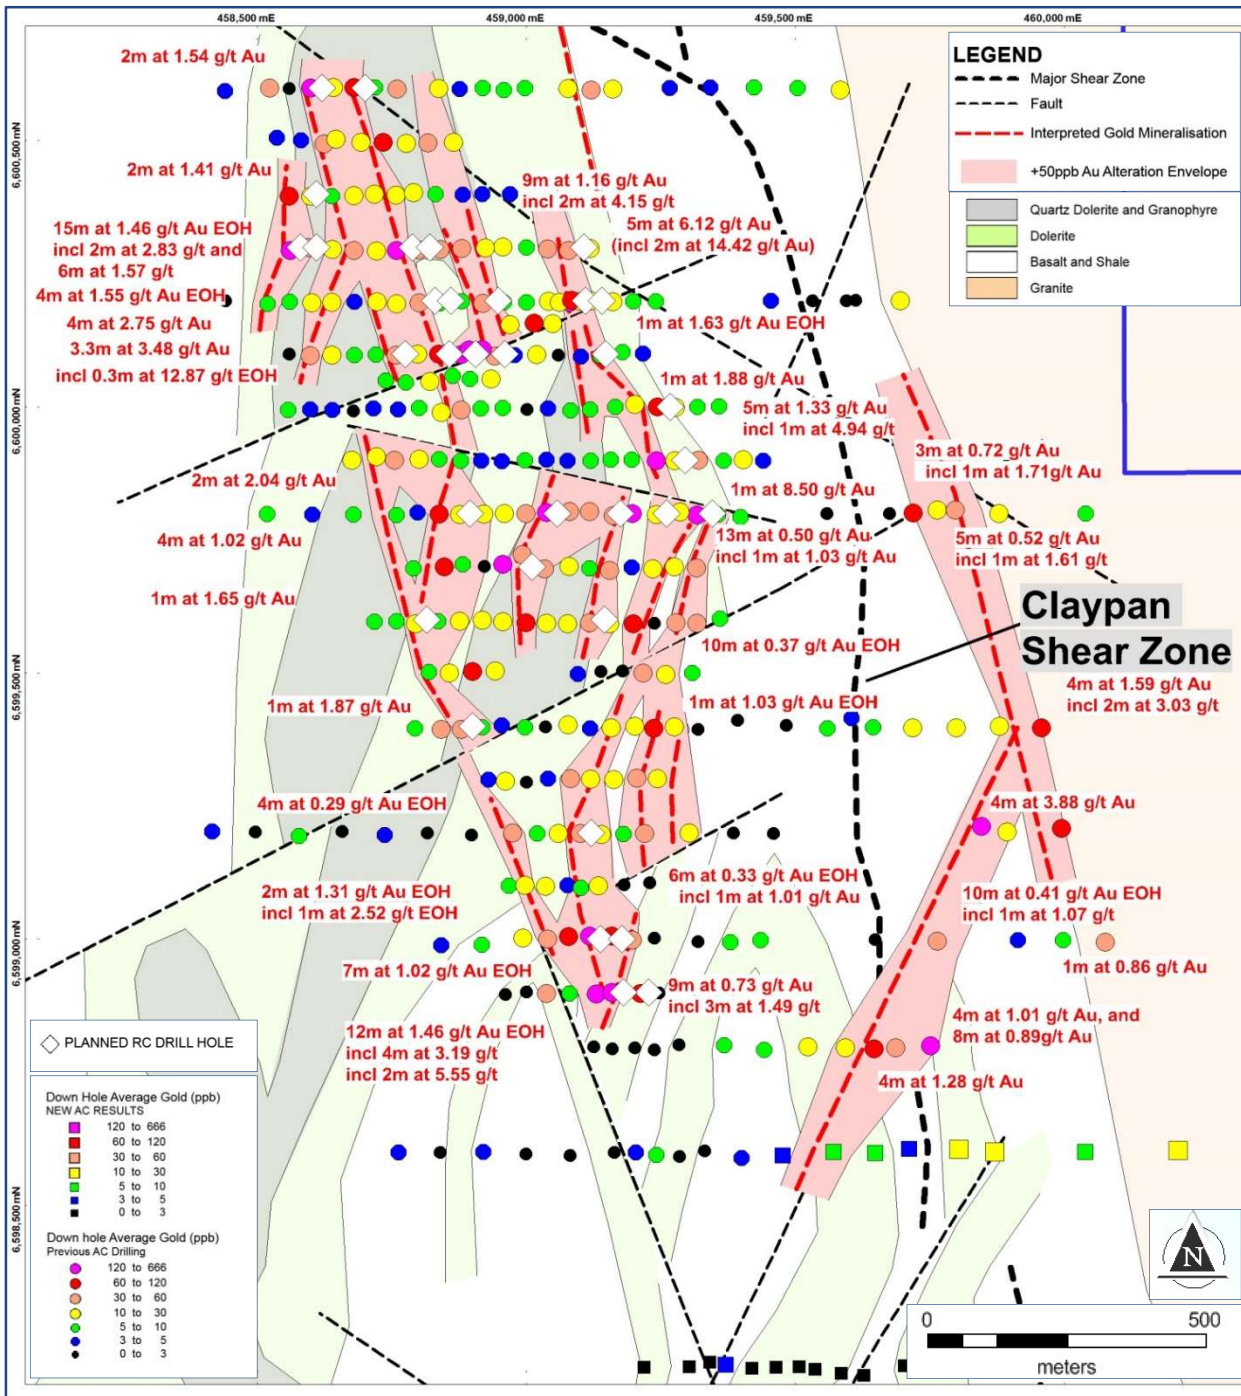 458,500 mE
459,000 mE
459,500 mE
460,000 mE
6,600,500 mN
6,600,000 mN
6,599,500 mN
6,599,000 mN
6,598,500 mN
LEGEND
Major Shear Zone
Fault
Interpreted Gold Mineralisation
+50ppb Au Alteration Envelope
Quartz Dolerite and Granophyre
Dolerite
Basalt and Shale
Granite
2m at 1.54 g/t Au
2m at 1.41 g/t Au
9m at 1.16 g/t Au
incl 2m at 4.15 g/t
15m at 1.46 g/t Au EOH
incl 2m at 2.83 g/t and
6m at 1.57 g/t
5m at 6.12 g/t Au
(incl 2m at 14.42 g/t Au)
4m at 1.55 g/t Au EOH
4m at 2.75 g/t Au
1m at 1.63 g/t Au EOH
3.3m at 3.48 g/t Au
incl 0.3m at 12.87 g/t EOH
1m at 1.88 g/t Au
5m at 1.33 g/t Au
incl 1m at 4.94 g/t
3m at 0.72 g/t Au
incl 1m at 1.71g/t Au
2m at 2.04 g/t Au
1m at 8.50 g/t Au
4m at 1.02 g/t Au
13m at 0.50 g/t Au
incl 1m at 1.03 g/t Au
5m at 0.52 g/t Au
incl 1m at 1.61 g/t
1m at 1.65 g/t Au
Claypan
Shear Zone
10m at 0.37 g/t Au EOH
4m at 1.59 g/t Au
incl 2m at 3.03 g/t
1m at 1.87 g/t Au
1m at 1.03 g/t Au EOH
4m at 0.29 g/t Au EOH
4m at 3.88 g/t Au
2m at 1.31 g/t Au EOH
incl 1m at 2.52 g/t EOH
6m at 0.33 g/t Au EOH
incl 1m at 1.01 g/t Au
10m at 0.41 g/t Au EOH
incl 1m at 1.07 g/t
7m at 1.02 g/t Au EOH
1m at 0.86 g/t Au
9m at 0.73 g/t Au
incl 3m at 1.49 g/t
12m at 1.46 g/t Au EOH
incl 4m at 3.19 g/t
incl 2m at 5.55 g/t
4m at 1.01 g/t Au, and
8m at 0.89g/t Au
4m at 1.28 g/t Au
PLANNED RC DRILL HOLE
Down Hole Average Gold (ppb)
NEW AC RESULTS
120 to 666
60 to 120
30 to 60
10 to 30
5 to 10
3 to 5
0 to 3
Down hole Average Gold (ppb)
Previous AC Drilling
120 to 666
60 to 120
30 to 60
10 to 30
5 to 10
3 to 5
0 to 3
N
0 500
meters